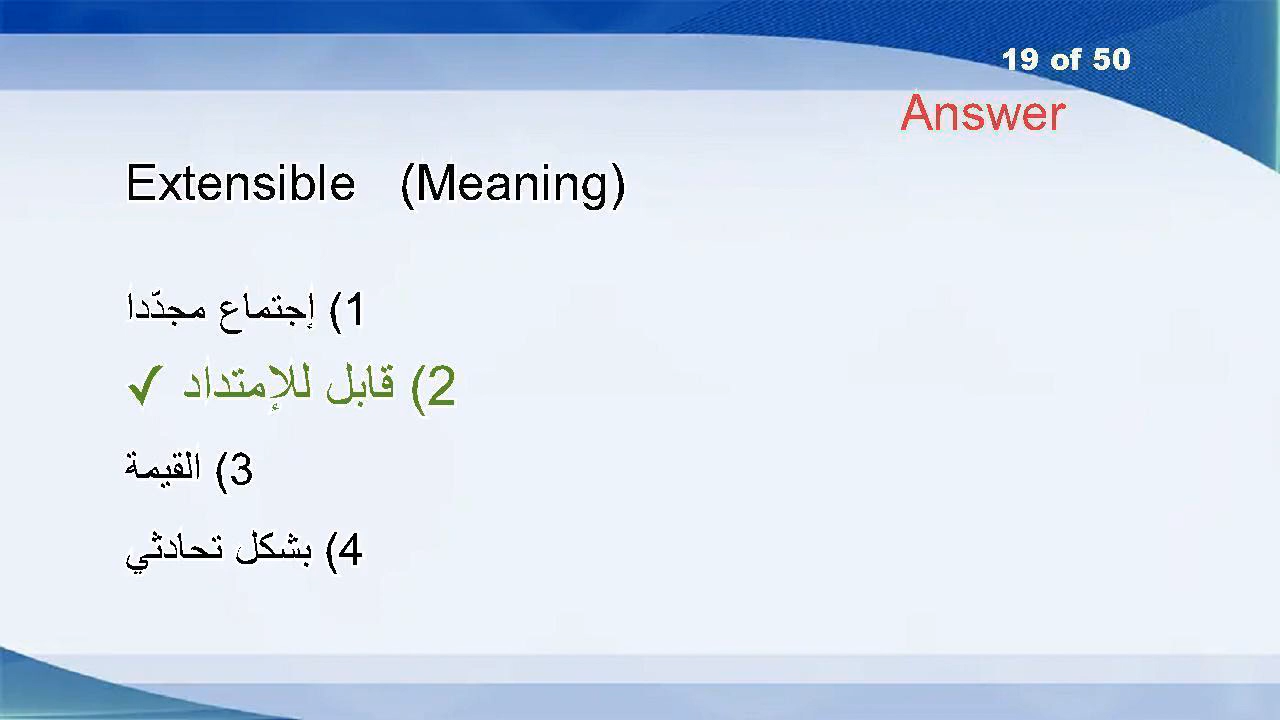 19 of 50
Answer
Extensible (Meaning)
1) إجتماع مجدّدا
2) قابل للإمتداد ✓
3) القيمة
4) بشكل تحادثي